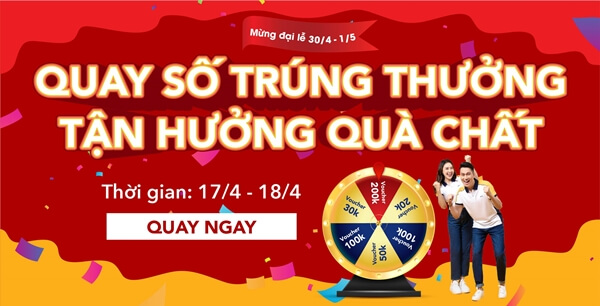 Mừng đại lễ 30/4 - 1/5
QUAY SỐ TRÚNG THƯỞNG
TẬN HƯỞNG QUÀ CHẤT
Thời gian: 17/4 - 18/4
QUAY NGAY
Voucher 200k
Voucher 20k
Voucher 100k
Voucher 50k
Voucher 100k
Voucher 30k